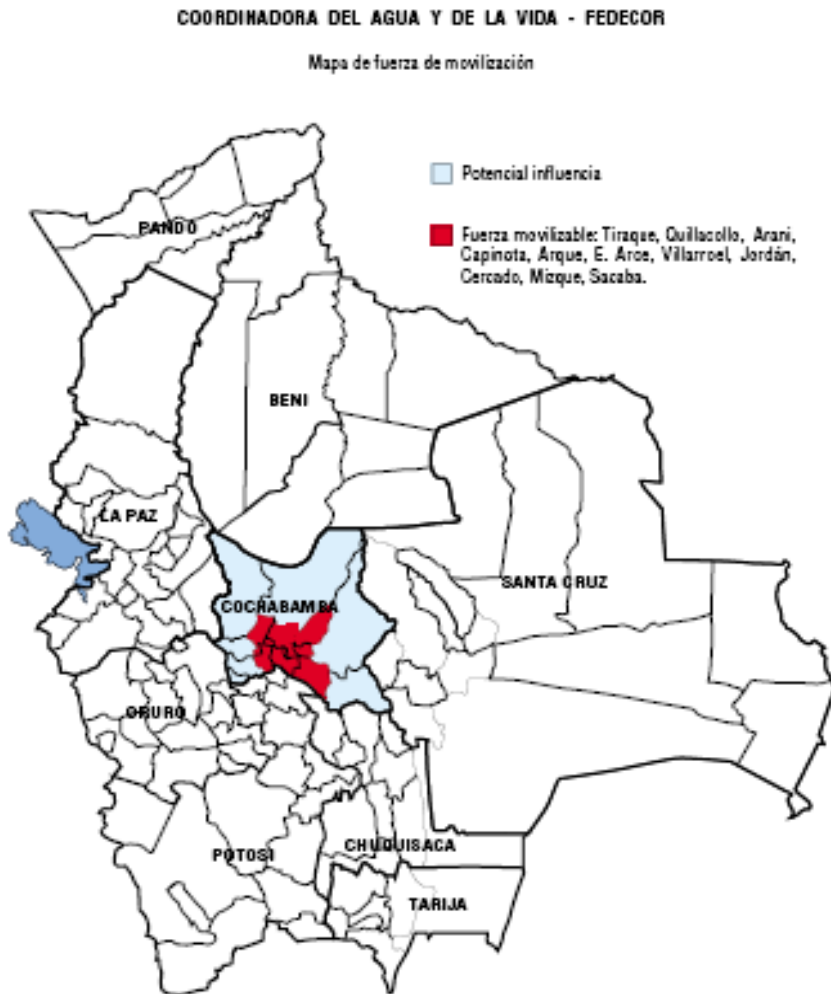 COORDINADORA DEL AGUA Y DE LA VIDA - FEDECOR
Mapa de fuerza de movilización
Potencial influencia
Fuerza movilizable: Tiraque, Quillacollo, Arani,
Capinota, Arque, E. Arce, Villarroel, Jordán,
Cercado, Mizque, Sacaba.
PANDO
BENI
LA PAZ
SANTA CRUZ
COCHABAMBA
ORURO
CHUQUISACA
POTOSI
TARIJA